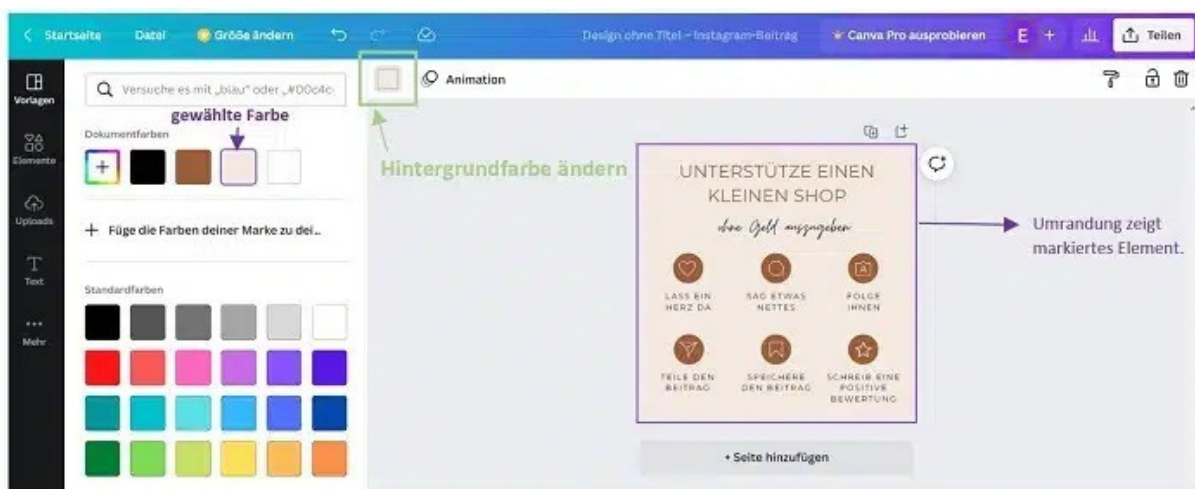 Startseite Datei Größe ändern Design ohne Titel – Instagram-Beitrag Canva Pro ausprobieren E + Teilen
Vorlagen
Elemente
Uploads
Text
Mehr
Versuche es mit „blau" oder „#00c4c
gewählte Farbe
Dokumentfarben
+ Füge die Farben deiner Marke zu dei...
Standardfarben
Animation
Hintergrundfarbe ändern
UNTERSTÜTZE EINEN
KLEINEN SHOP
ohne Geld auszugeben
LASS EIN
HERZ DA
SAG ETWAS
NETTES
FOLGE
IHNEN
TEILE DEN
BEITRAG
SPEICHERE
DEN BEITRAG
SCHREIB EINE
POSITIVE
BEWERTUNG
Umrandung zeigt
markiertes Element.
+ Seite hinzufügen